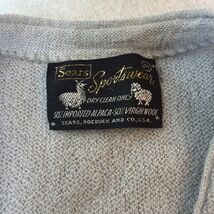 Sears Sportswear
DRY CLEAN ONLY
50% IMPORTED ALPACA-50% VIRGIN WOOL
SEARS, ROEBUCK AND CO., U.S.A.